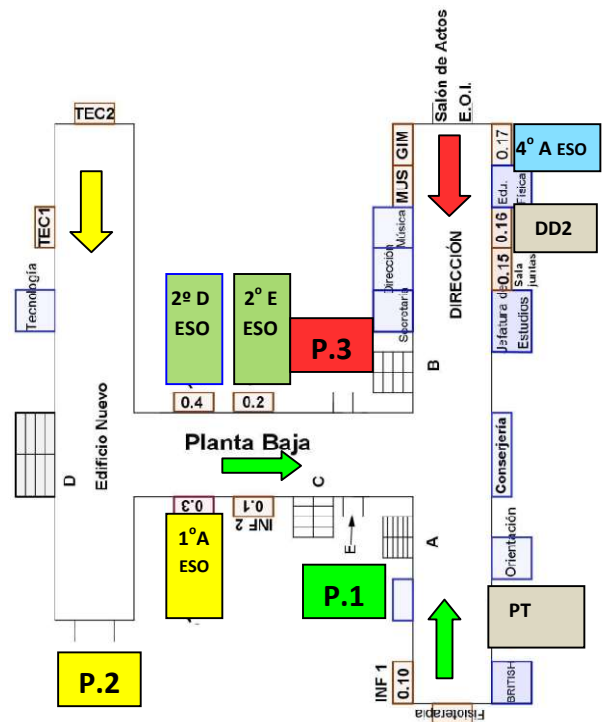 Salón de Actos
E.O.I.
TEC2
GIM
0.17
4º A ESO
MUS
Edu.
Física
TEC1
Música
0.16
DD2
DIRECCIÓN
Dirección
0.15
Sala
juntas
Tecnología
2º D
ESO
2º E
ESO
P.3
Secretaria
Jefatura de
Estudios
B
0.4
0.2
Edificio Nuevo
Planta Baja
D
C
Conserjería
0.3
0.1
INF 2
1ºA
ESO
E
A
Orientación
P.1
PT
P.2
INF 1
0.10
BRITISH
Fisioterapia